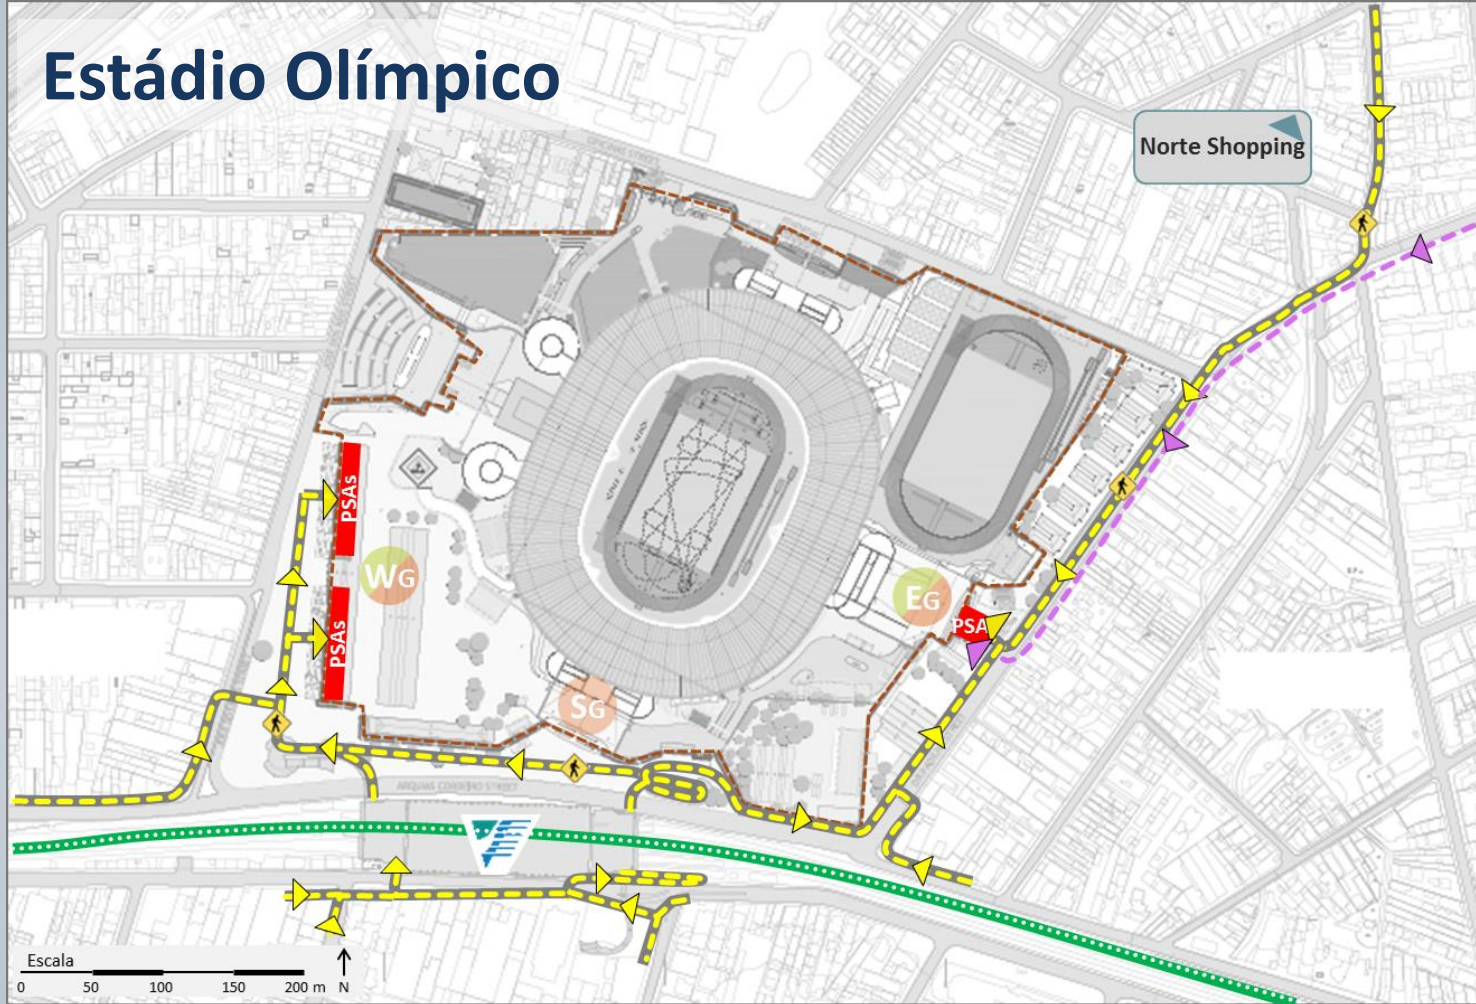 Estádio Olímpico
Norte Shopping
PSAs
WG
EG
PSA
PSAs
SG
Escala
0 50 100 150 200 m N